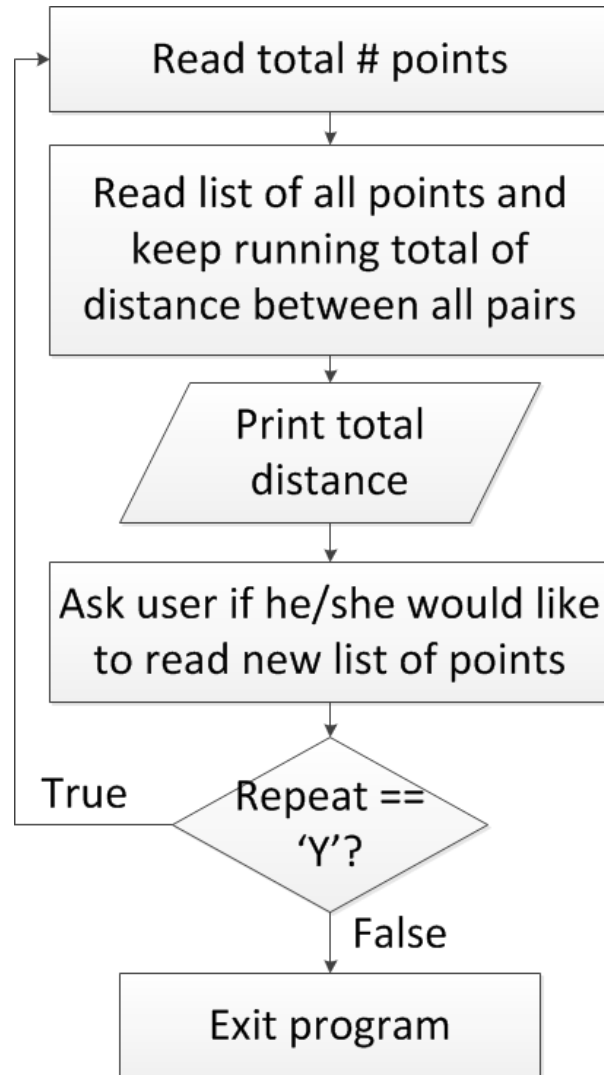 Read total # points
Read list of all points and
keep running total of
distance between all pairs
Print total
distance
Ask user if he/she would like
to read new list of points
True
Repeat ==
‘Y’?
False
Exit program